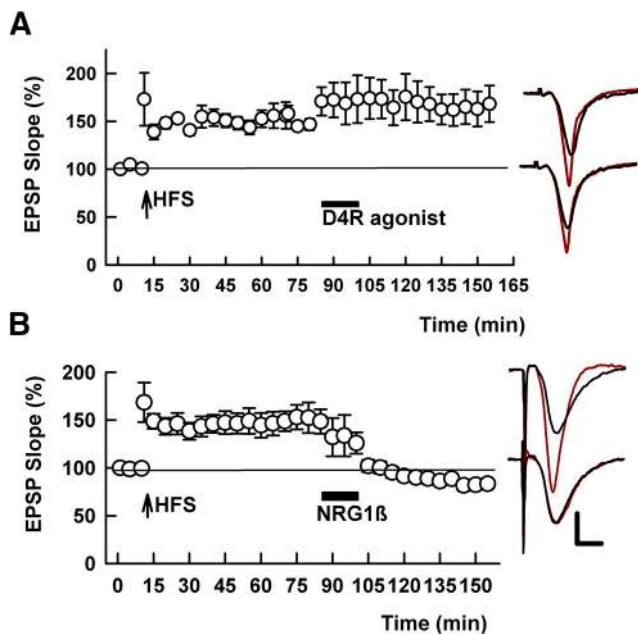 A
EPSP Slope (%)
200
150
100
50
0
HFS
D4R agonist
0 15 30 45 60 75 90 105 120 135 150 165
Time (min)
B
EPSP Slope (%)
200
150
100
50
0
HFS
NRG1ß
0 15 30 45 60 75 90 105 120 135 150
Time (min)